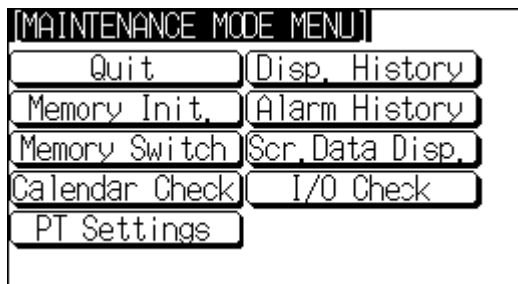 [MAINTENANCE MODE MENU]
Quit Disp. History
Memory Init. Alarm History
Memory Switch Scr.Data Disp.
Calendar Check I/O Check
PT Settings